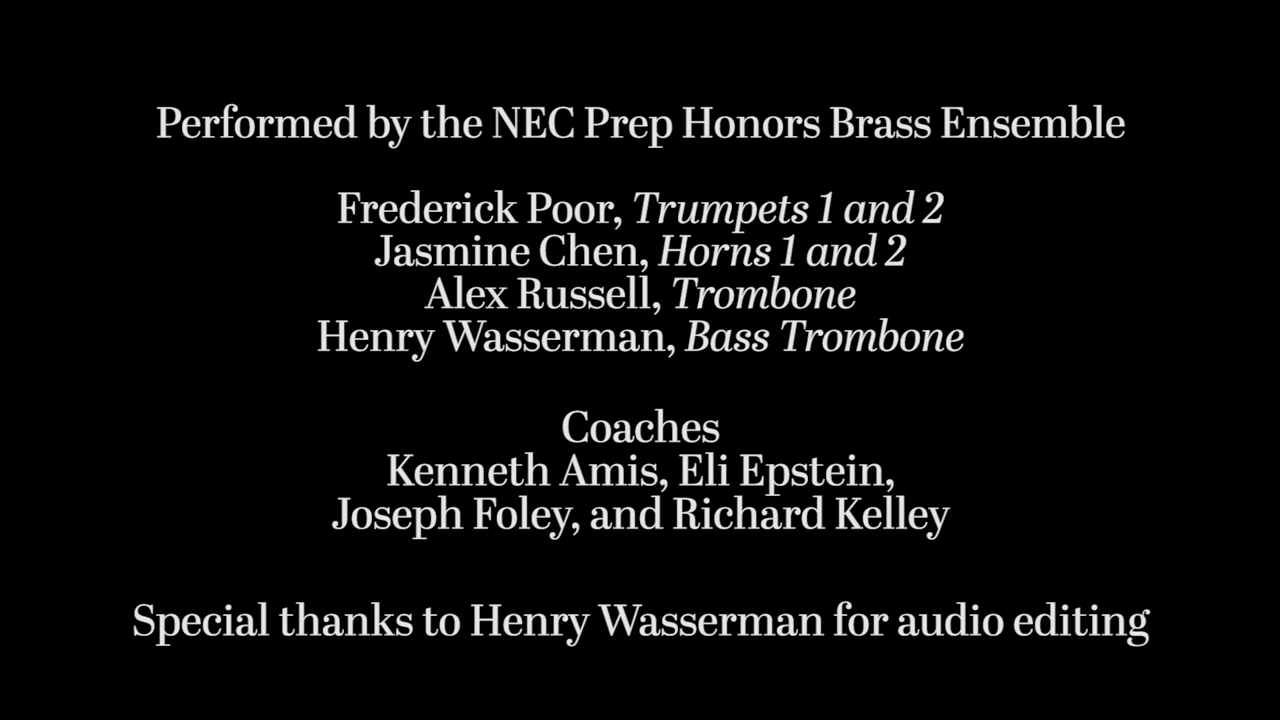 Performed by the NEC Prep Honors Brass Ensemble
Frederick Poor, Trumpets 1 and 2
Jasmine Chen, Horns 1 and 2
Alex Russell, Trombone
Henry Wasserman, Bass Trombone
Coaches
Kenneth Amis, Eli Epstein,
Joseph Foley, and Richard Kelley
Special thanks to Henry Wasserman for audio editing